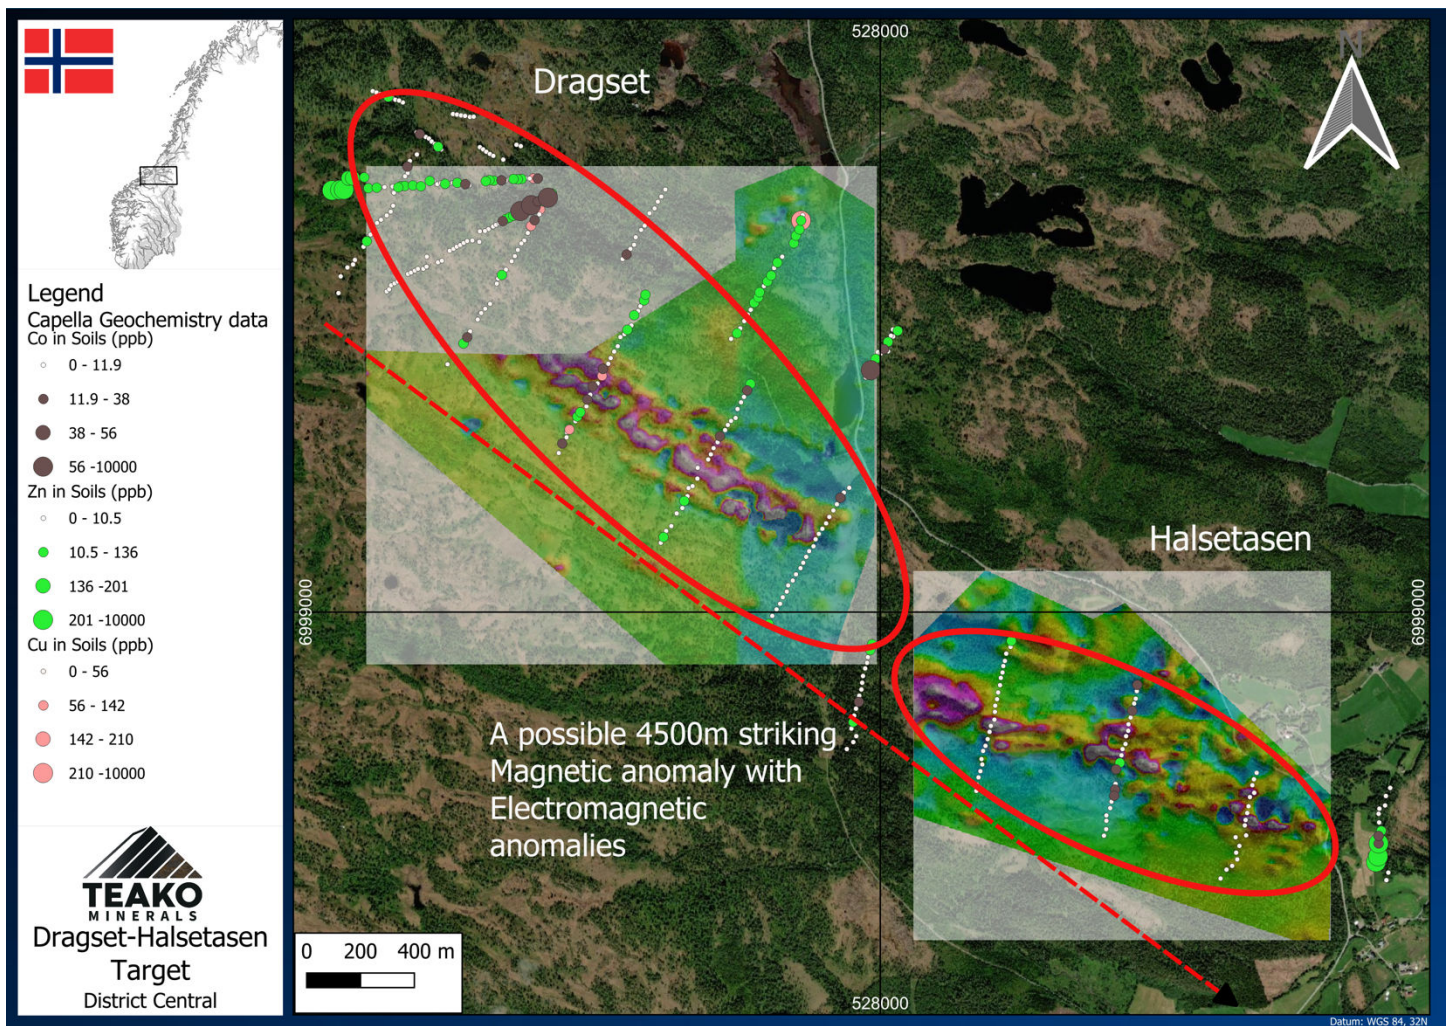 Legend
Capella Geochemistry data
Co in Soils (ppb)
0 - 11.9
11.9 - 38
38 - 56
56 -10000
Zn in Soils (ppb)
0 - 10.5
10.5 - 136
136 -201
201 -10000
Cu in Soils (ppb)
0 - 56
56 - 142
142 - 210
210 -10000
TEAKO
MINERALS
Dragset-Halsetasen
Target
District Central
528000
N
Dragset
Halsetasen
6999000
6999000
A possible 4500m striking
Magnetic anomaly with
Electromagnetic
anomalies
0 200 400 m
528000
Datum: WGS 84, 32N